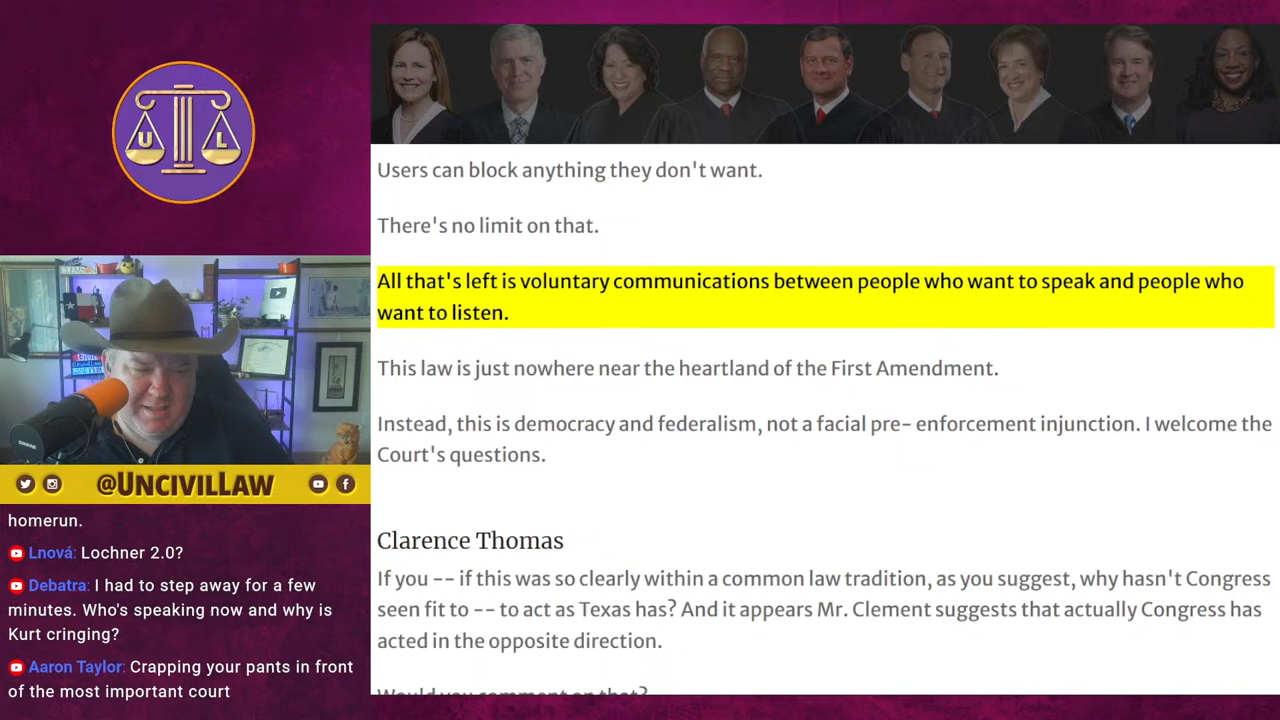 U L
@UNCIVILLAW
homerun.
Lnová: Lochner 2.0?
Debatra: I had to step away for a few
minutes. Who's speaking now and why is
Kurt cringing?
Aaron Taylor: Crapping your pants in front
of the most important court
Users can block anything they don't want.
There's no limit on that.
All that's left is voluntary communications between people who want to speak and people who
want to listen.
This law is just nowhere near the heartland of the First Amendment.
Instead, this is democracy and federalism, not a facial pre- enforcement injunction. I welcome the
Court's questions.
Clarence Thomas
If you -- if this was so clearly within a common law tradition, as you suggest, why hasn't Congress
seen fit to -- to act as Texas has? And it appears Mr. Clement suggests that actually Congress has
acted in the opposite direction.
Would you comment on that?